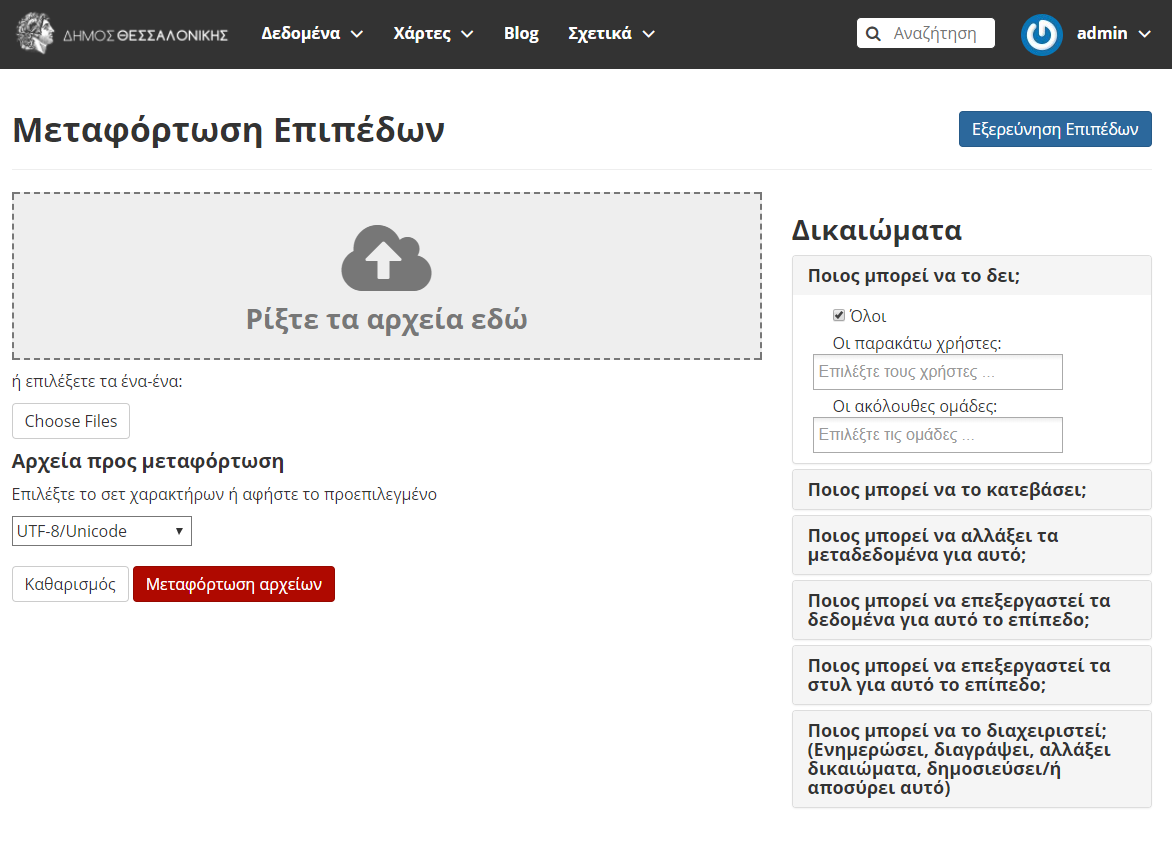 ΔΗΜΟΣ ΘΕΣΣΑΛΟΝΙΚΗΣ Δεδομένα Χάρτες Blog Σχετικά Αναζήτηση admin
Μεταφόρτωση Επιπέδων
Εξερεύνηση Επιπέδων
Ρίξτε τα αρχεία εδώ
ή επιλέξετε τα ένα-ένα:
Choose Files
Αρχεία προς μεταφόρτωση
Επιλέξτε το σετ χαρακτήρων ή αφήστε το προεπιλεγμένο
UTF-8/Unicode
Καθαρισμός Μεταφόρτωση αρχείων
Δικαιώματα
Ποιος μπορεί να το δει;
Όλοι
Οι παρακάτω χρήστες:
Επιλέξτε τους χρήστες ...
Οι ακόλουθες ομάδες:
Επιλέξτε τις ομάδες ...
Ποιος μπορεί να το κατεβάσει;
Ποιος μπορεί να αλλάξει τα
μεταδεδομένα για αυτό;
Ποιος μπορεί να επεξεργαστεί τα
δεδομένα για αυτό το επίπεδο;
Ποιος μπορεί να επεξεργαστεί τα
στυλ για αυτό το επίπεδο;
Ποιος μπορεί να το διαχειριστεί;
(Ενημερώσει, διαγράψει, αλλάξει
δικαιώματα, δημοσιεύσει/ή
αποσύρει αυτό)